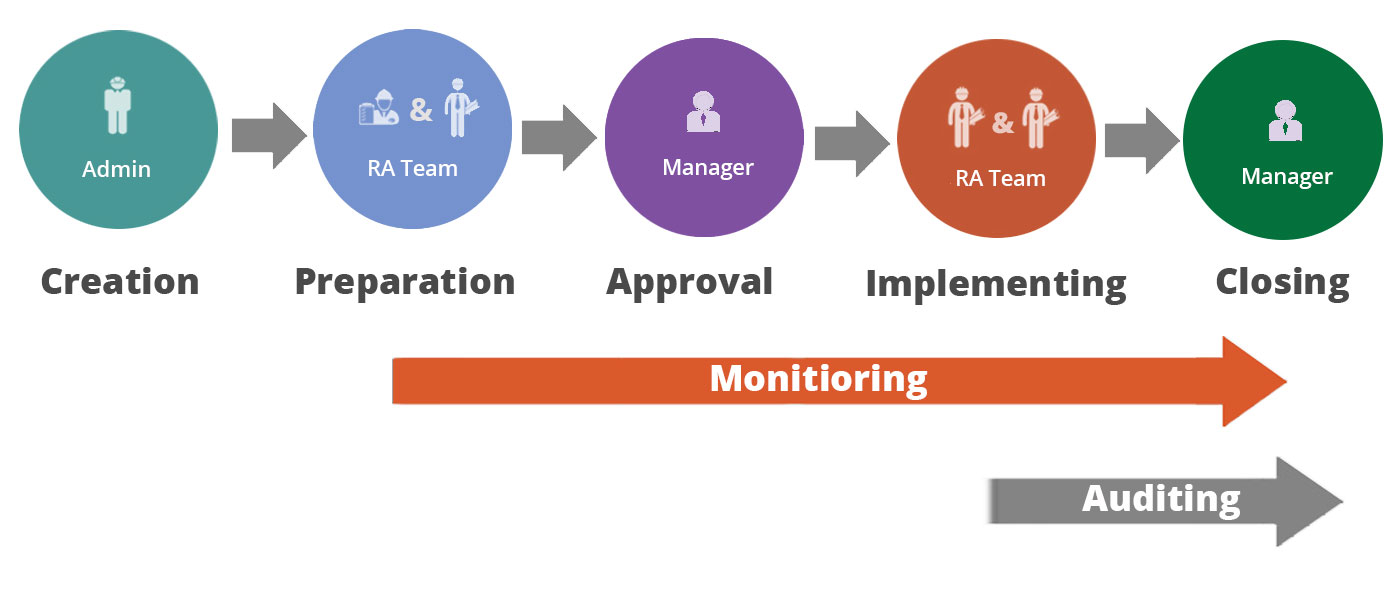 &
&
Admin
RA Team
Manager
RA Team
Manager
Creation
Preparation
Approval
Implementing
Closing
Monitioring
Auditing